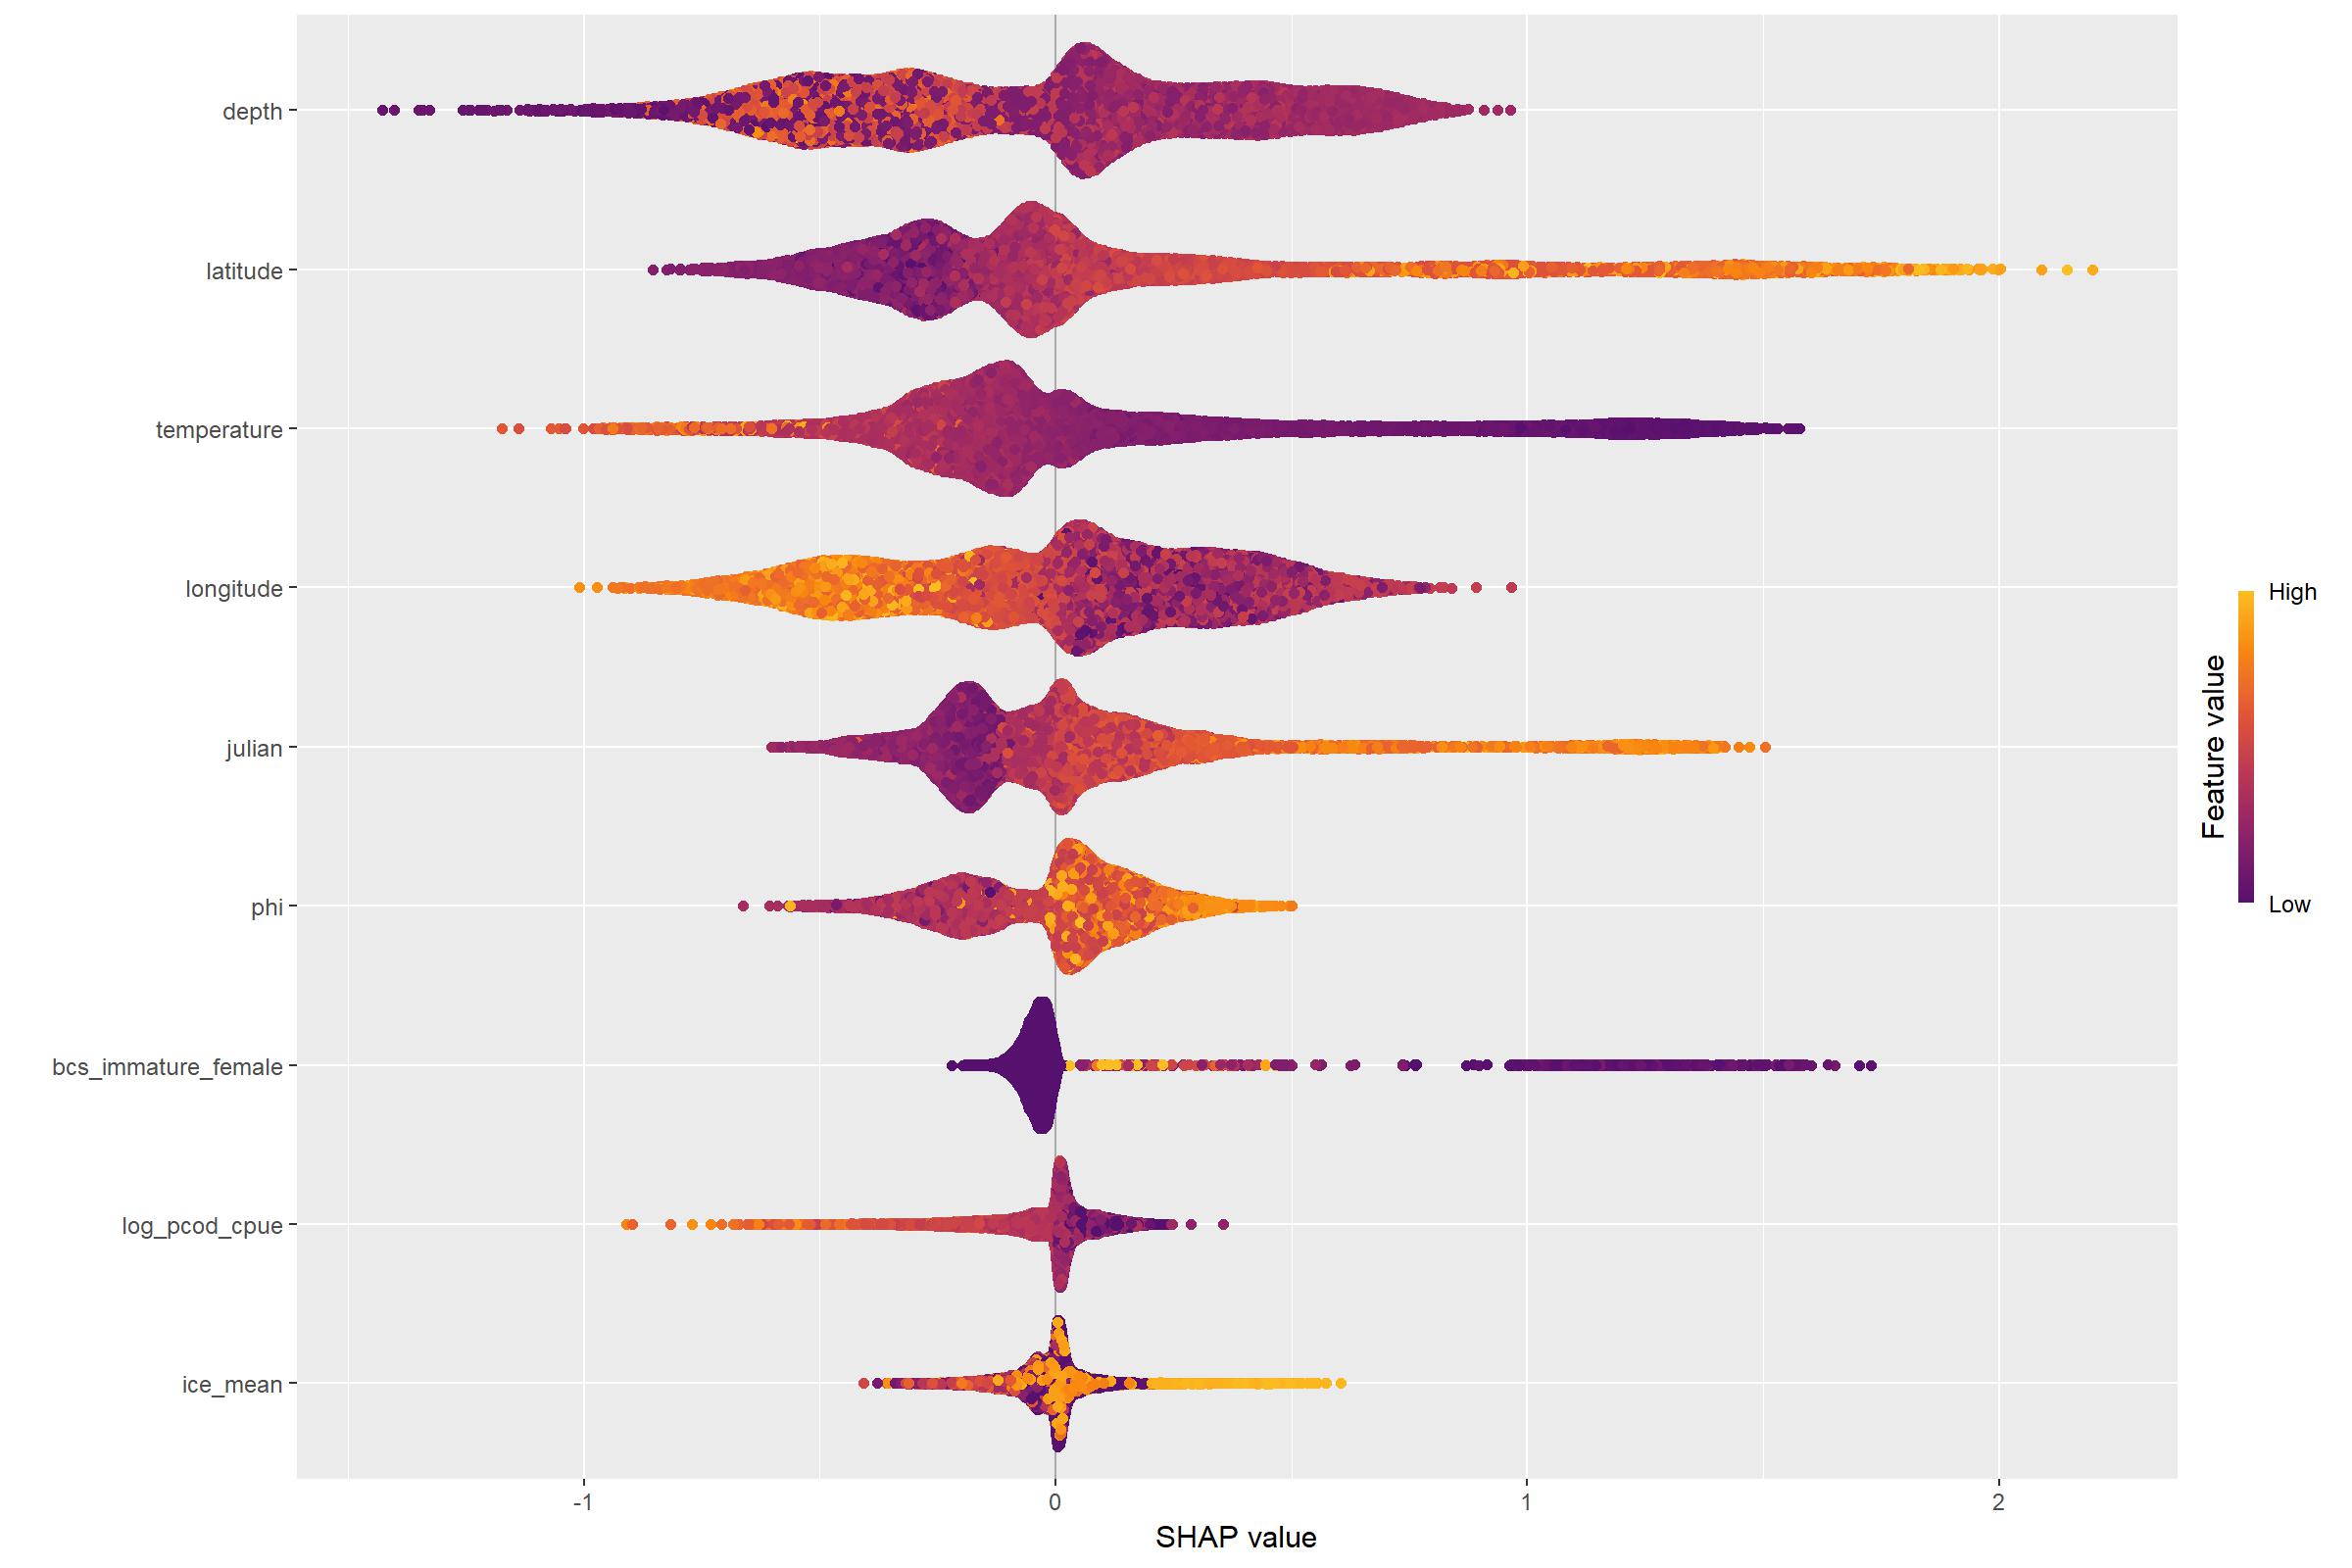 depth
latitude
temperature
longitude
julian
phi
bcs_immature_female
log_pcod_cpue
ice_mean
-1
0
1
2
SHAP value
Feature value
High
Low